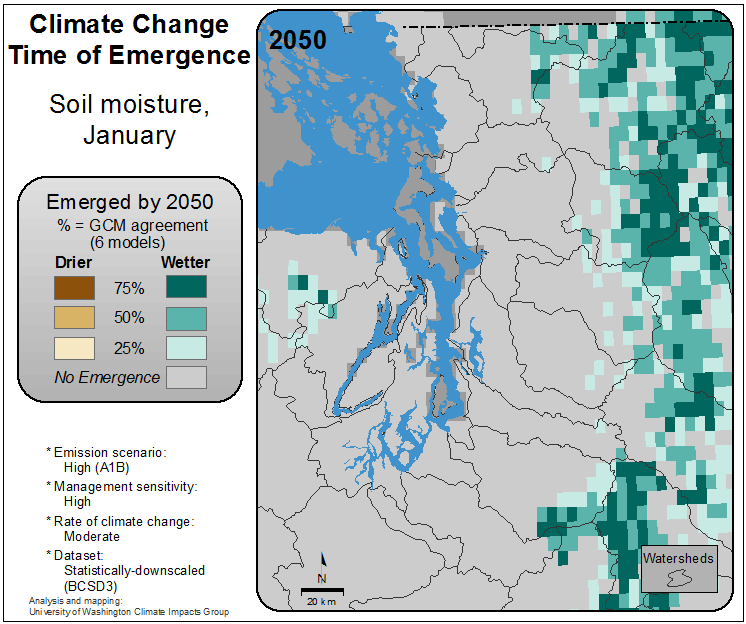 Climate Change
Time of Emergence
Soil moisture,
January
Emerged by 2050
% = GCM agreement
(6 models)
Drier Wetter
75%
50%
25%
No Emergence
* Emission scenario:
High (A1B)
* Management sensitivity:
High
* Rate of climate change:
Moderate
* Dataset:
Statistically-downscaled
(BCSD3)
Analysis and mapping:
University of Washington Climate Impacts Group
2050
N
20 km
Watersheds